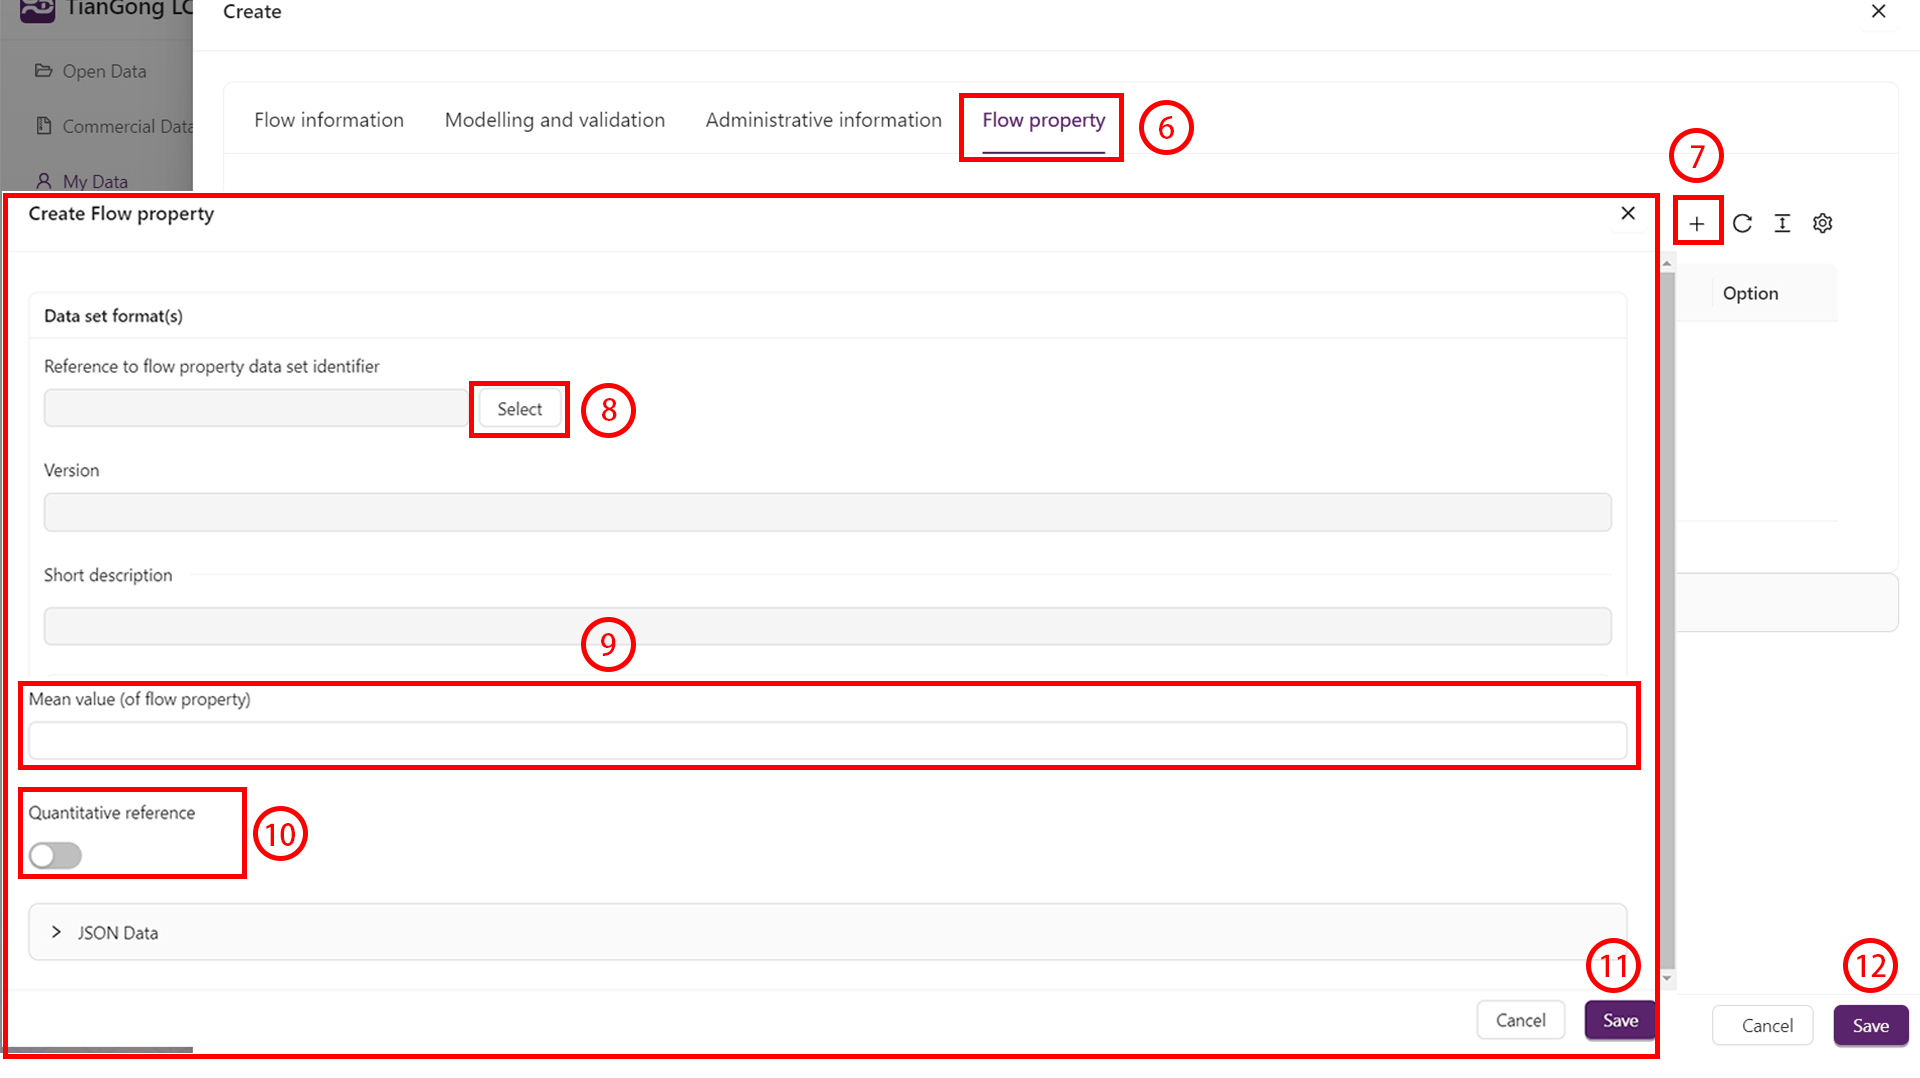 TianGong LC
Create
Open Data
Commercial Data
My Data
Flow information
Modelling and validation
Administrative information
Flow property
6
7
Create Flow property
Option
Data set format(s)
Reference to flow property data set identifier
Select
8
Version
Short description
9
Mean value (of flow property)
Quantitative reference
10
JSON Data
11
12
Cancel
Save
Cancel
Save